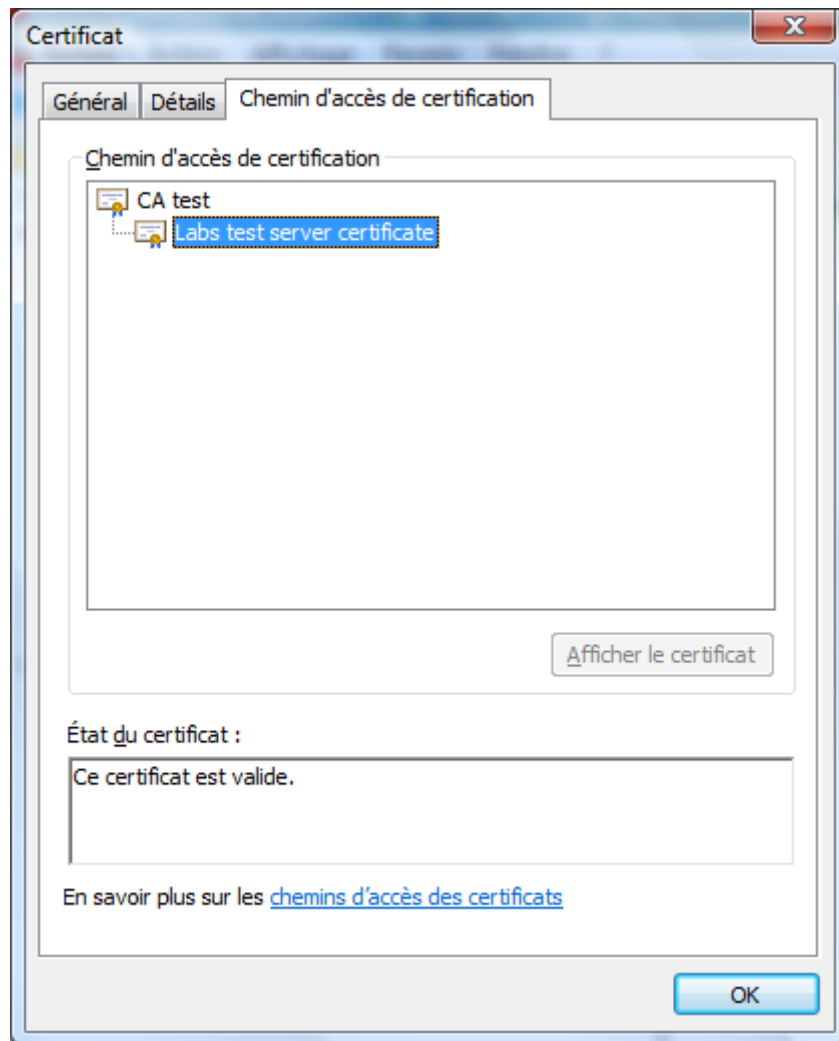 Certificat
Général Détails Chemin d'accès de certification
Chemin d'accès de certification
CA test
Labs test server certificate
Afficher le certificat
État du certificat :
Ce certificat est valide.
En savoir plus sur les chemins d’accès des certificats
OK